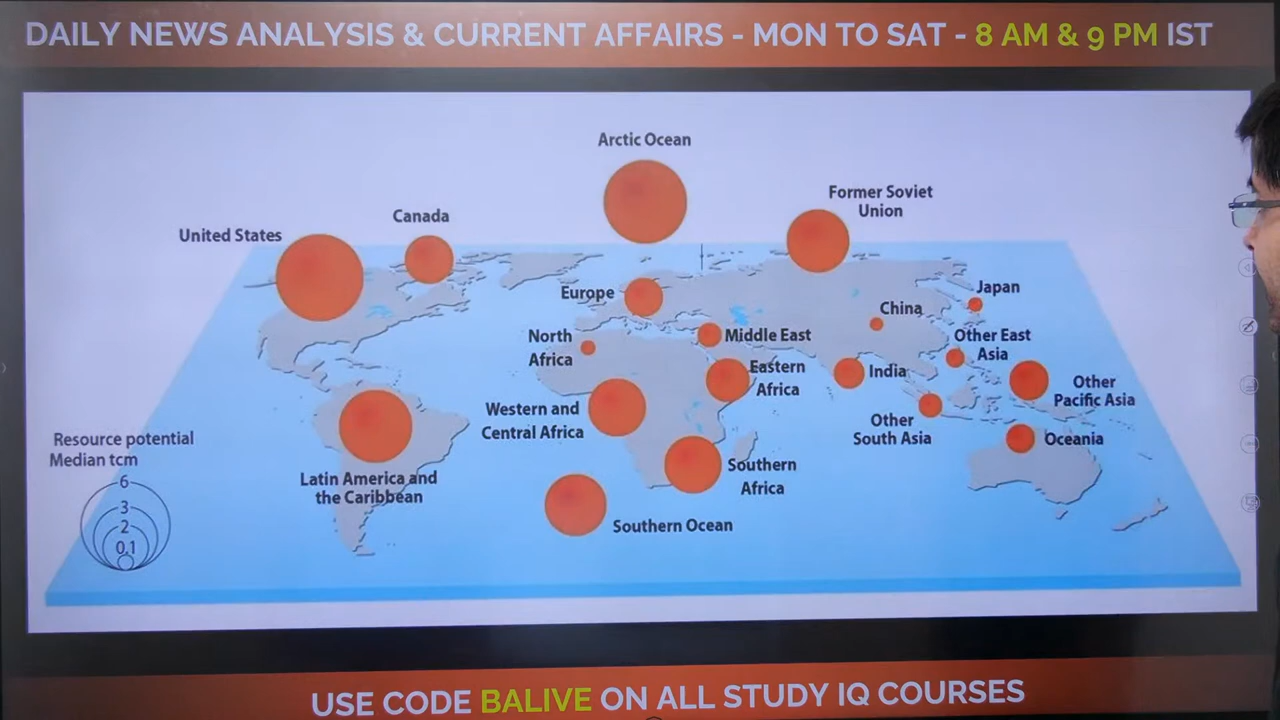 DAILY NEWS ANALYSIS & CURRENT AFFAIRS - MON TO SAT - 8 AM & 9 PM IST
Arctic Ocean
Former Soviet
Union
Canada
United States
Europe
Japan
China
North
Africa
Middle East
Other East
Asia
Eastern
Africa
India
Other
Pacific Asia
Western and
Central Africa
Other
South Asia
Oceania
Resource potential
Median tcm
6
3
2
0,1
Latin America and
the Caribbean
Southern
Africa
Southern Ocean
USE CODE BALIVE ON ALL STUDY IQ COURSES